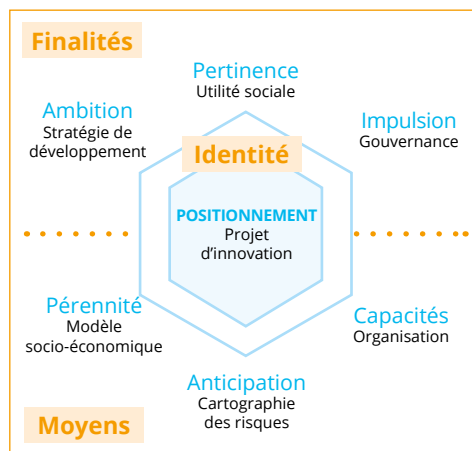 Finalités
Pertinence
Utilité sociale
Ambition
Stratégie de
développement
Impulsion
Gouvernance
Identité
POSITIONNEMENT
Projet
d'innovation
Pérennité
Modèle
socio-économique
Capacités
Organisation
Anticipation
Cartographie
des risques
Moyens